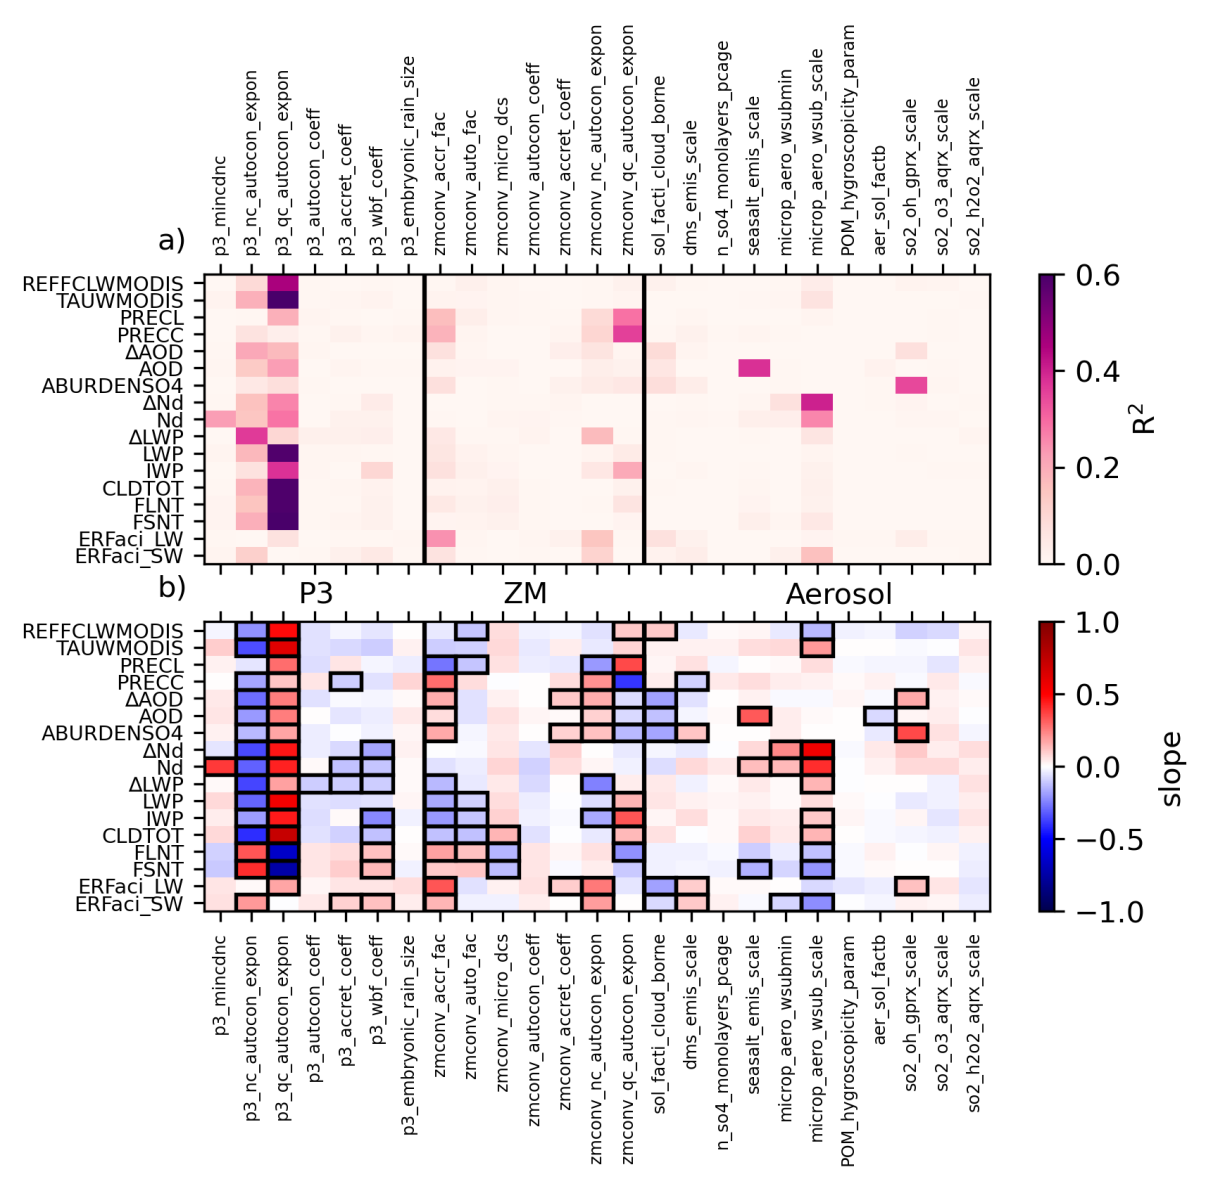 a)
p3_mincdnc
p3_nc_autocon_expon
p3_qc_autocon_expon
p3_autocon_coeff
p3_accret_coeff
p3_wbf_coeff
p3_embryonic_rain_size
zmconv_accr_fac
zmconv_auto_fac
zmconv_micro_dcs
zmconv_autocon_coeff
zmconv_accret_coeff
zmconv_nc_autocon_expon
zmconv_qc_autocon_expon
sol_facti_cloud_borne
dms_emis_scale
n_so4_monolayers_pcage
seasalt_emis_scale
microp_aero_wsubmin
microp_aero_wsub_scale
POM_hygroscopicity_param
aer_sol_factb
so2_oh_gprx_scale
so2_o3_aqrx_scale
so2_h2o2_aqrx_scale
REFFCLWMODIS
TAUWMODIS
PRECL
PRECC
ΔAOD
AOD
ABURDENSO4
ΔNd
Nd
ΔLWP
LWP
IWP
CLDTOT
FLNT
FSNT
ERFaci_LW
ERFaci_SW
0.6
0.4
0.2
0.0
R²
b)
P3
ZM
Aerosol
REFFCLWMODIS
TAUWMODIS
PRECL
PRECC
ΔAOD
AOD
ABURDENSO4
ΔNd
Nd
ΔLWP
LWP
IWP
CLDTOT
FLNT
FSNT
ERFaci_LW
ERFaci_SW
1.0
0.5
0.0
−0.5
−1.0
slope
p3_mincdnc
p3_nc_autocon_expon
p3_qc_autocon_expon
p3_autocon_coeff
p3_accret_coeff
p3_wbf_coeff
p3_embryonic_rain_size
zmconv_accr_fac
zmconv_auto_fac
zmconv_micro_dcs
zmconv_autocon_coeff
zmconv_accret_coeff
zmconv_nc_autocon_expon
zmconv_qc_autocon_expon
sol_facti_cloud_borne
dms_emis_scale
n_so4_monolayers_pcage
seasalt_emis_scale
microp_aero_wsubmin
microp_aero_wsub_scale
POM_hygroscopicity_param
aer_sol_factb
so2_oh_gprx_scale
so2_o3_aqrx_scale
so2_h2o2_aqrx_scale